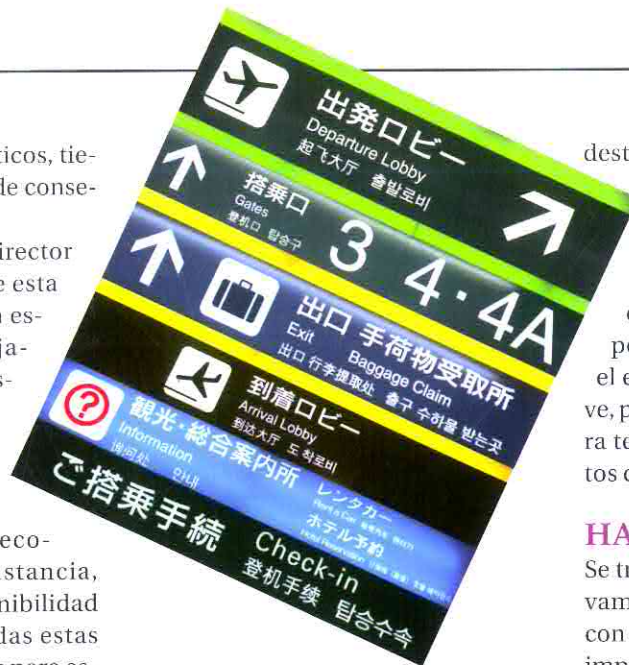 ticos, tie-
de conse-
irector
e esta
es-
ja-
s-
eco-
stancia,
nibilidad
das estas
出発ロビー
Departure Lobby
起飞大厅 출발로비
搭乗口 3 4・4A
Gates
登机口 탑승구
出口 手荷物受取所
Exit Baggage Claim
出口 行李提取处 출구 수하물 받는곳
到着ロビー
Arrival Lobby
到达大厅 도착로비
? 観光・総合案内所
Information
询问处 안내
レンタカー
Rent a Car
ホテル予約
Hotel Reservation
ご搭乗手続 Check-in
登机手续 탑승수속
dest
el e
ve, p
ra te
tos c
HA
Se tr
vam
con